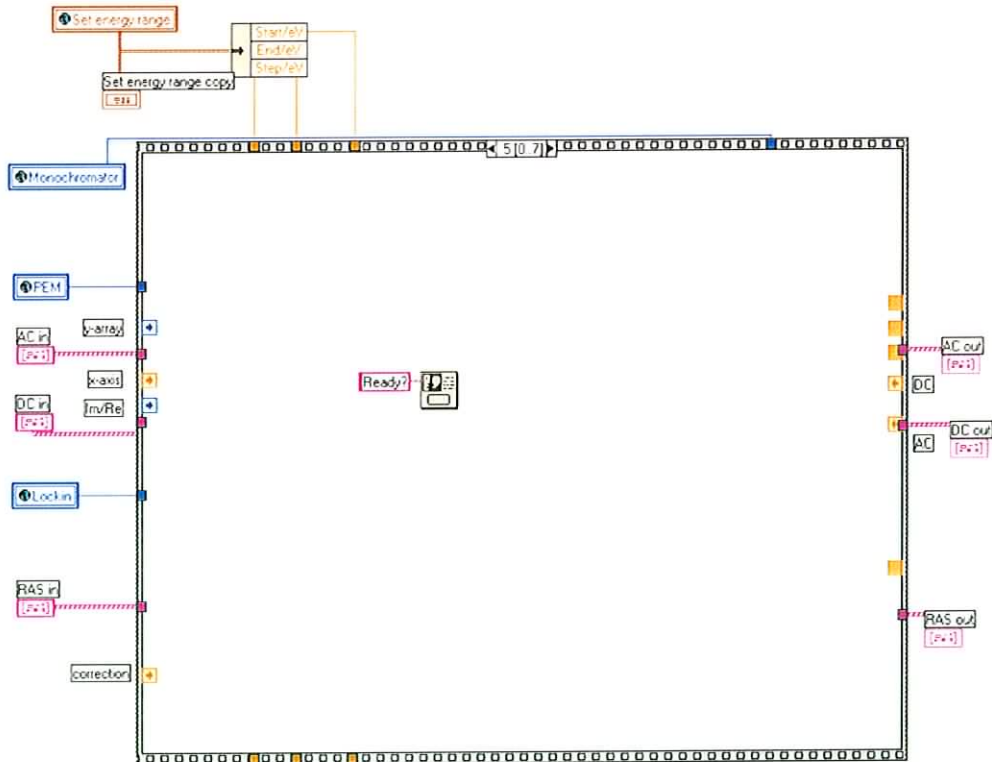 Set energy range
Start/eV
End/eV
Step/eV
Set energy range copy
5 [0..7]
Monochromator
PEM
y-array
AC in
AC out
x-axis
Ready?
DC
DC in
Im/Re
DC out
AC
Lockin
RAS in
RAS out
correction